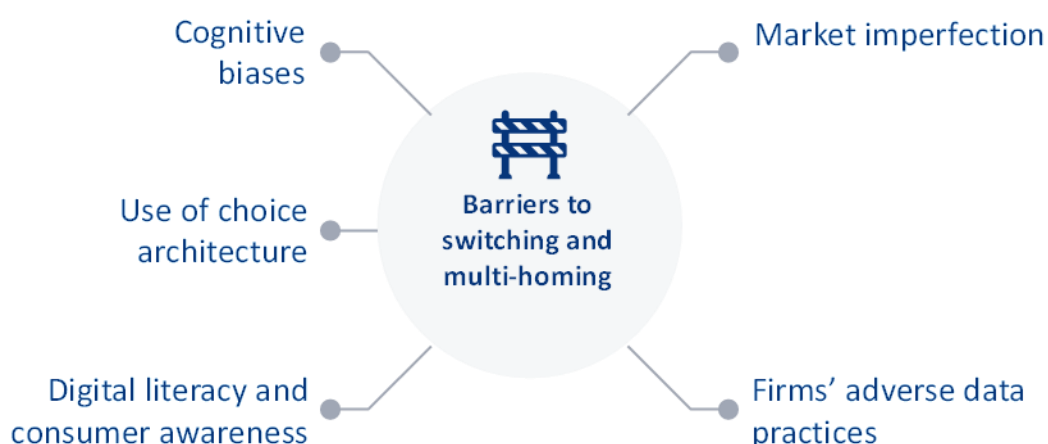 Cognitive
biases
Market imperfection
Barriers to
switching and
multi-homing
Use of choice
architecture
Digital literacy and
consumer awareness
Firms’ adverse data
practices